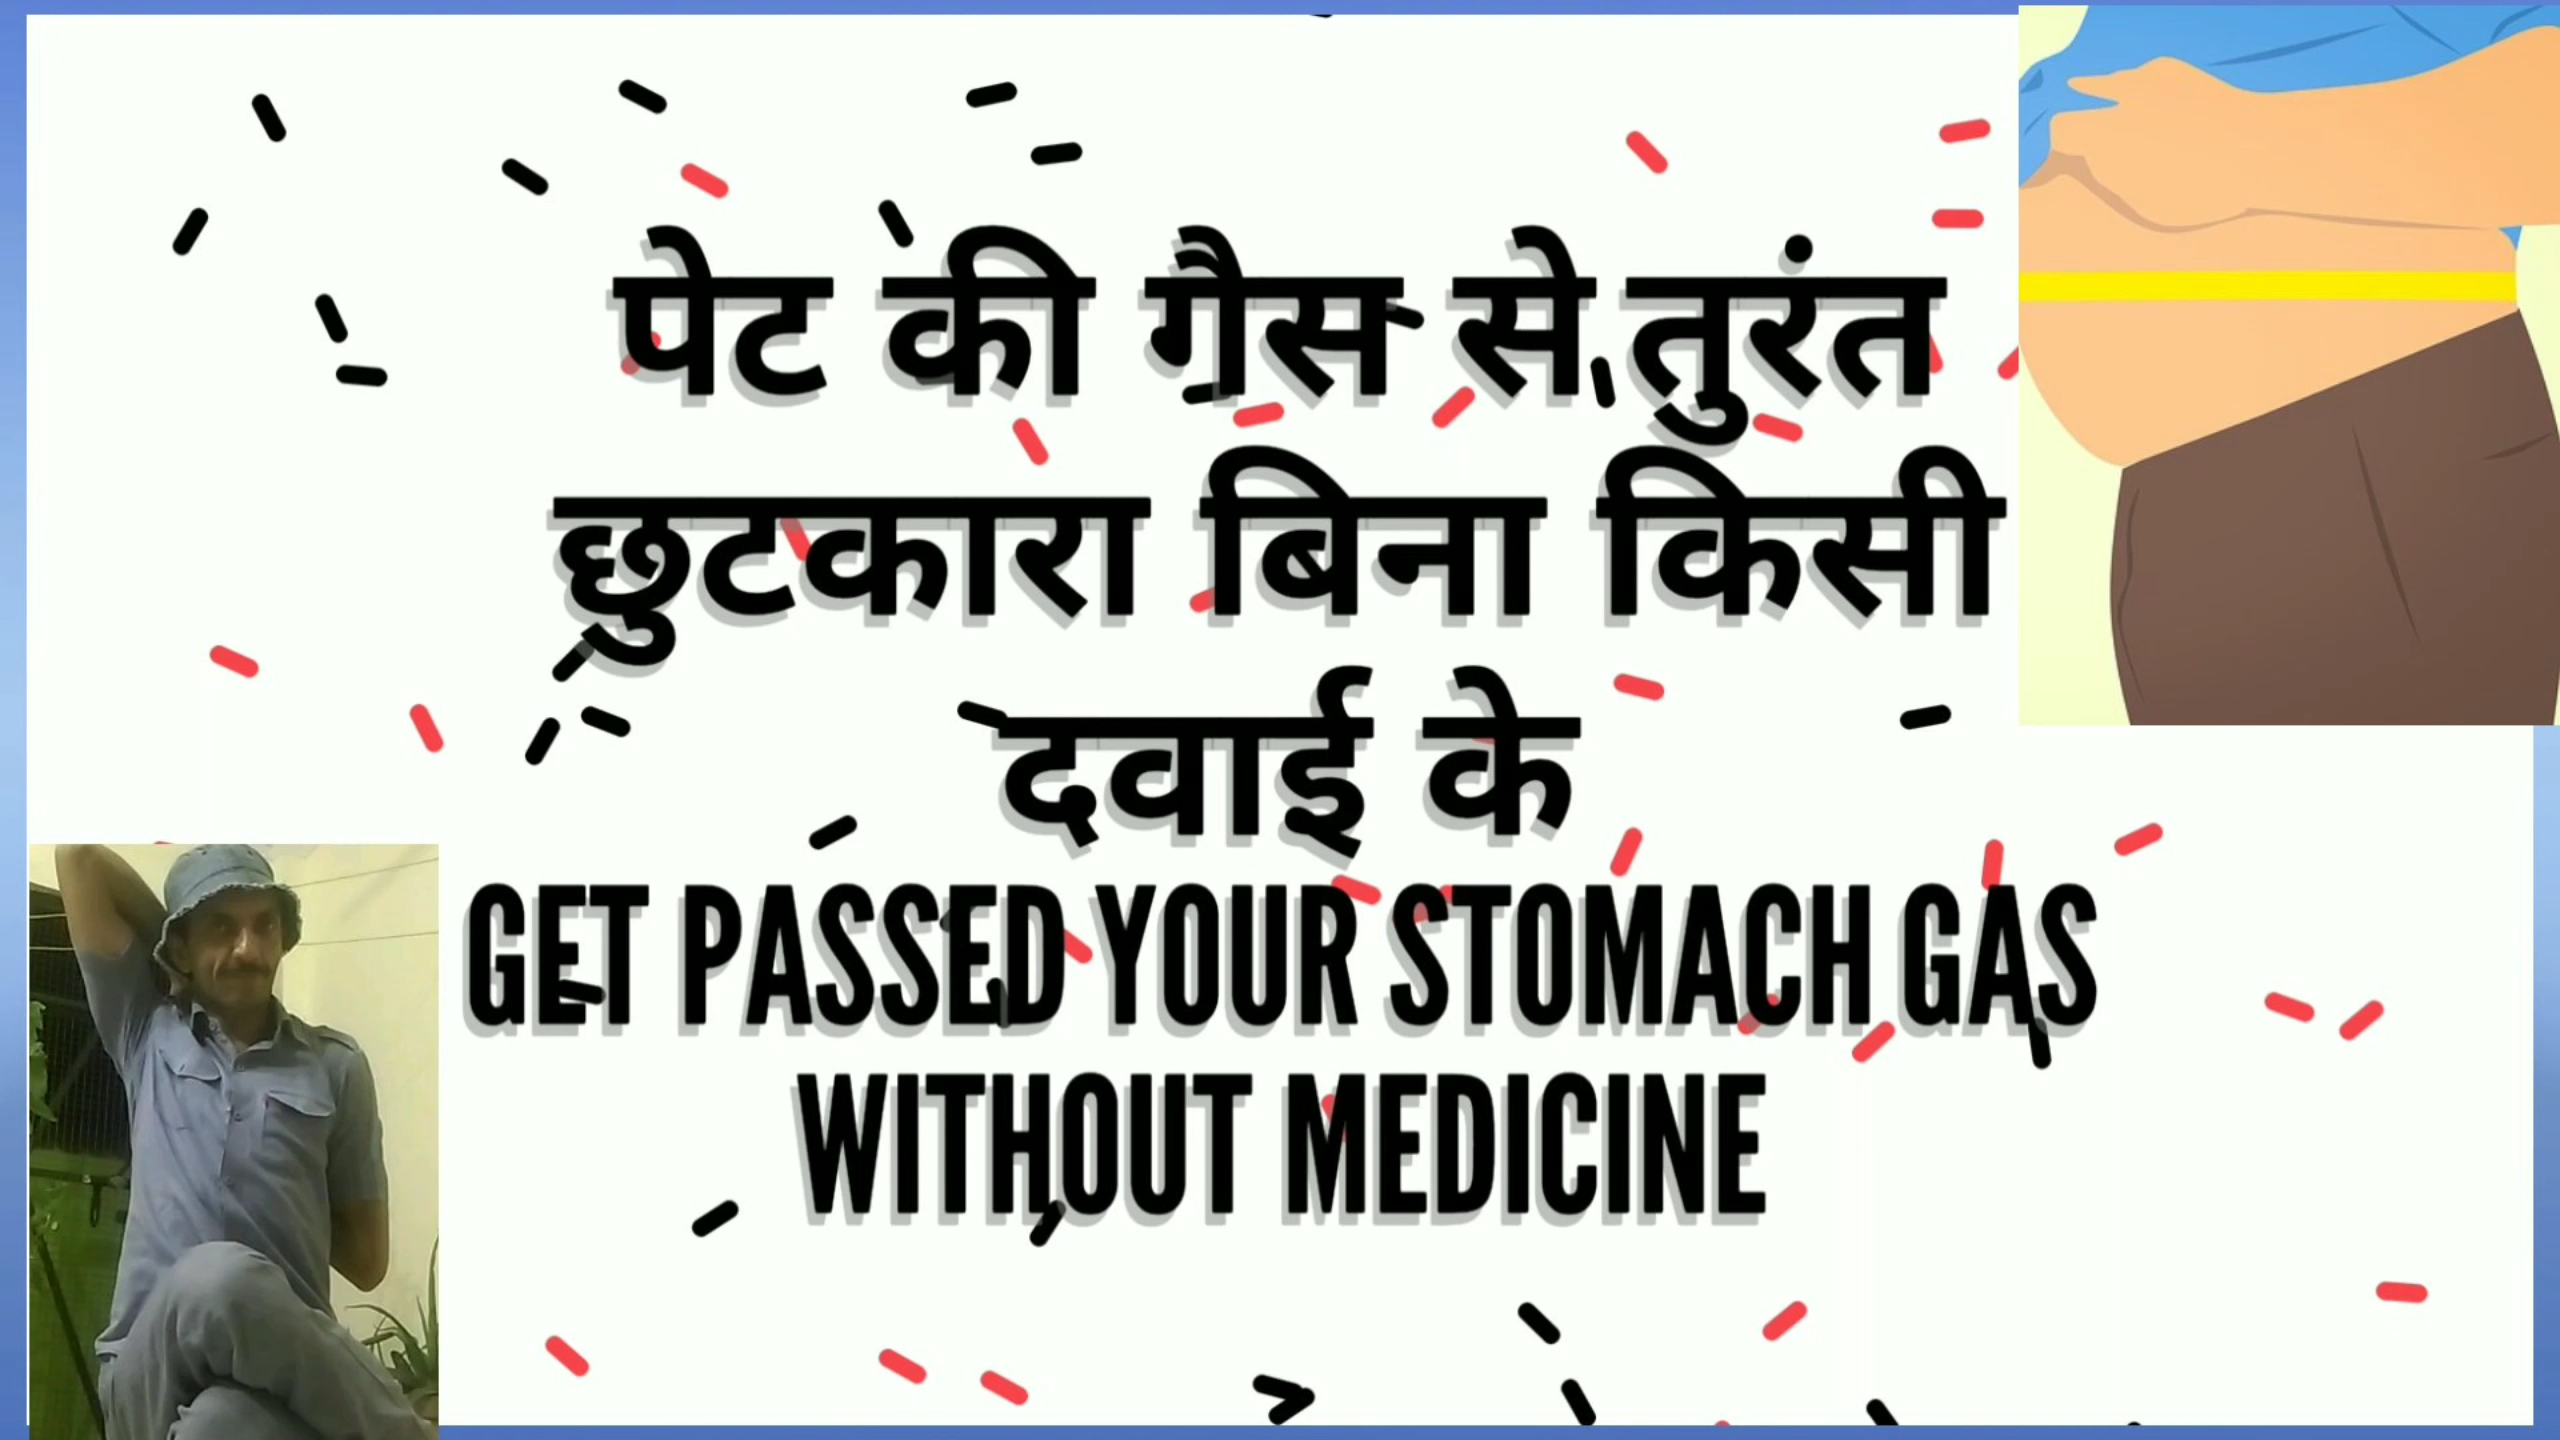 पेट की गैस से तुरंत
छुटकारा बिना किसी
दवाई के
GET PASSED YOUR STOMACH GAS
WITHOUT MEDICINE